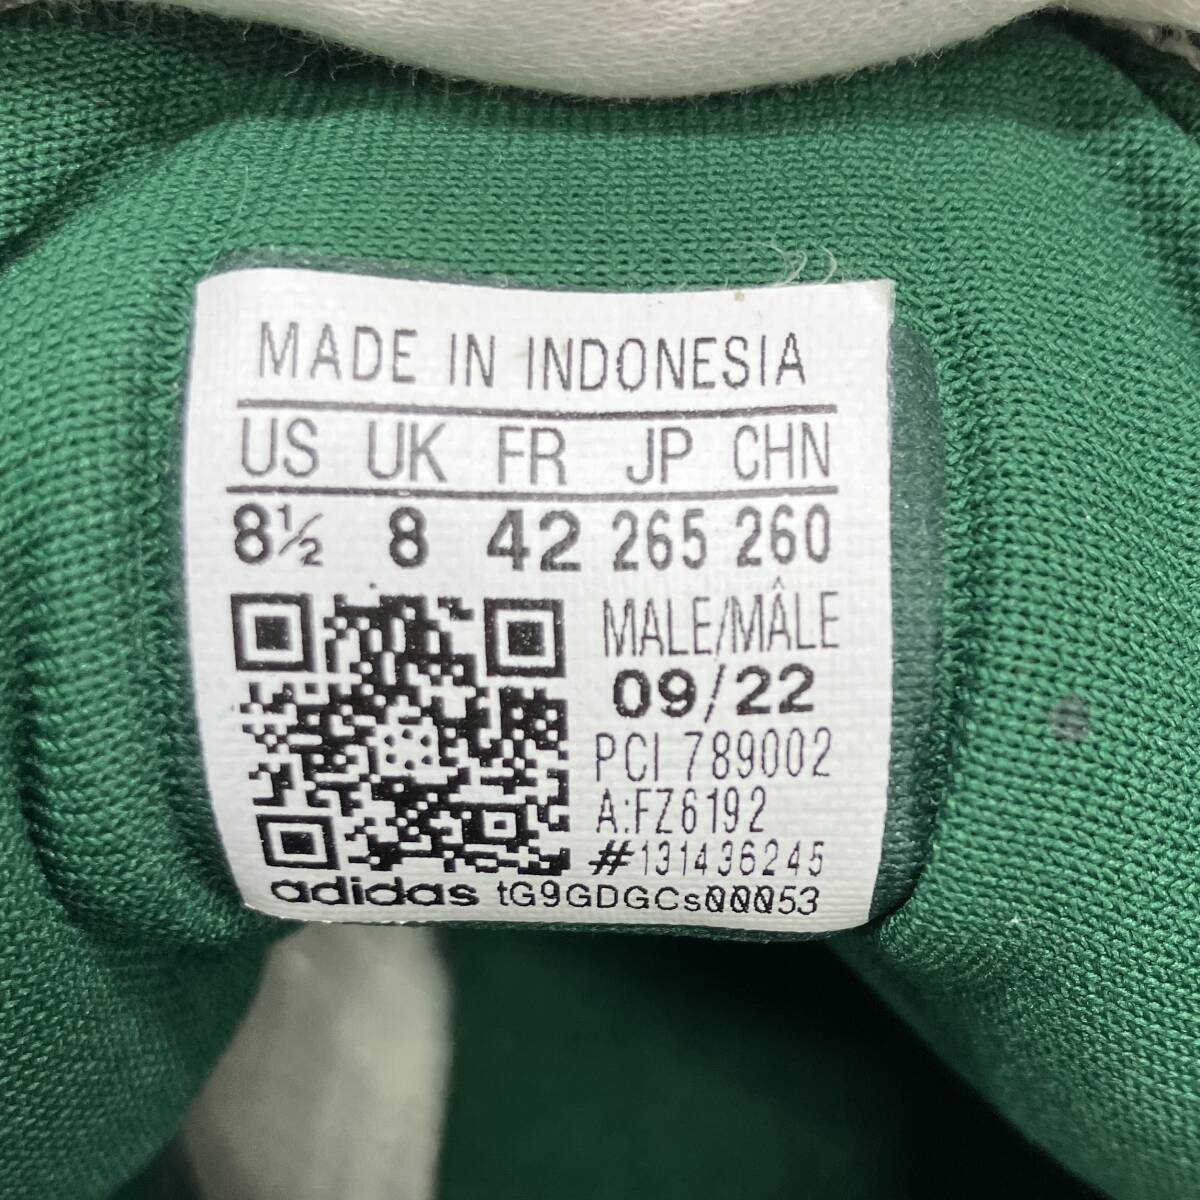 MADE IN INDONESIA
US UK FR JP CHN
8½ 8 42 265 260
MALE/MÂLE
09/22
PCI 789002
A:FZ6192
#131436245
adidas tG9GDGCs00053